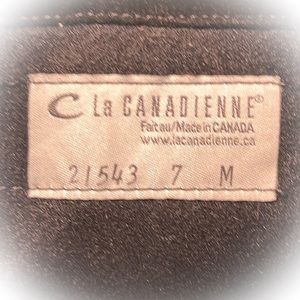 C La CANADIENNE®
Fait au/Made in CANADA
www.lacanadienne.ca
21543 7 M